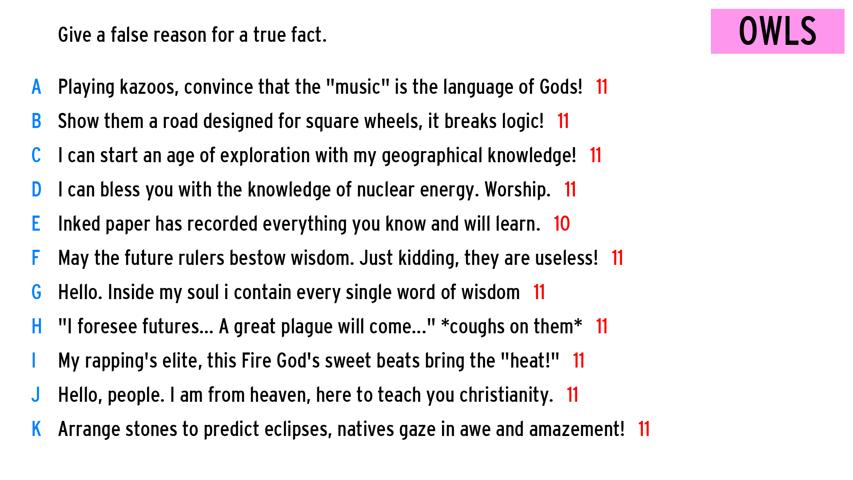 Give a false reason for a true fact.
OWLS
A Playing kazoos, convince that the "music" is the language of Gods! 11
B Show them a road designed for square wheels, it breaks logic! 11
C I can start an age of exploration with my geographical knowledge! 11
D I can bless you with the knowledge of nuclear energy. Worship. 11
E Inked paper has recorded everything you know and will learn. 10
F May the future rulers bestow wisdom. Just kidding, they are useless! 11
G Hello. Inside my soul i contain every single word of wisdom 11
H "I foresee futures... A great plague will come..." *coughs on them* 11
I My rapping's elite, this Fire God's sweet beats bring the "heat!" 11
J Hello, people. I am from heaven, here to teach you christianity. 11
K Arrange stones to predict eclipses, natives gaze in awe and amazement! 11